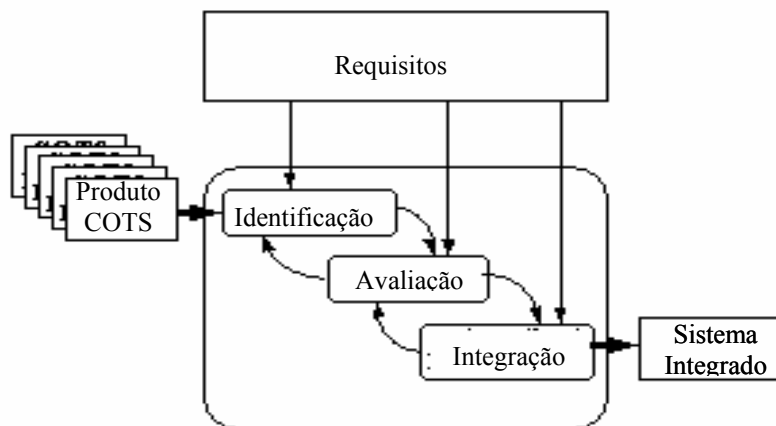 Requisitos
Produto
COTS
Identificação
Avaliação
Integração
Sistema
Integrado